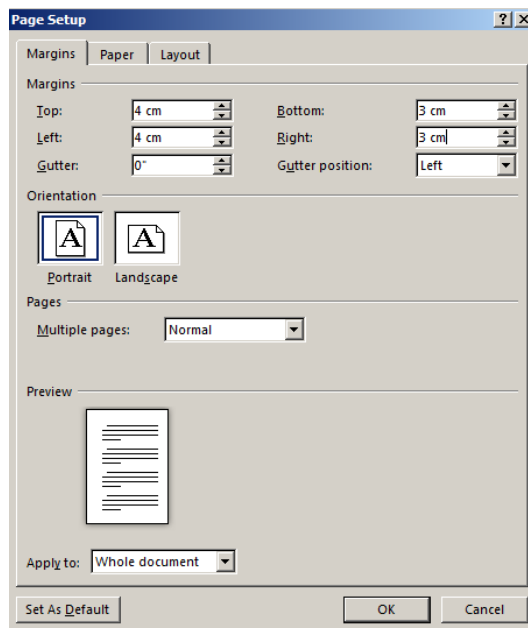 Page Setup
Margins Paper Layout
Margins
Top: 4 cm Bottom: 3 cm
Left: 4 cm Right: 3 cm
Gutter: 0" Gutter position: Left
Orientation
A A
Portrait Landscape
Pages
Multiple pages: Normal
Preview
Apply to: Whole document
Set As Default OK Cancel